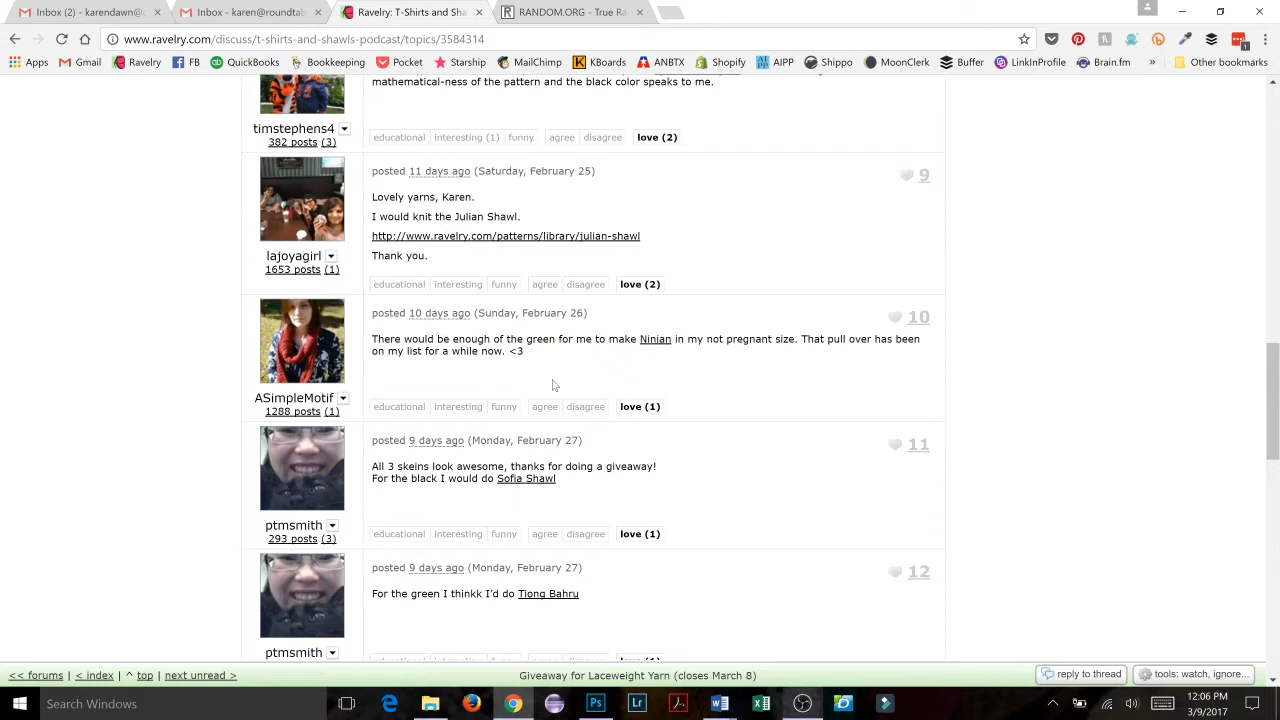 Inbox (2) - karendaw@
Inbox - karen@roundtab
Ravelry: T-Shirts and Sha
RANDOM.ORG - True Ra
www.ravelry.com/discuss/t-shirts-and-shawls-podcast/topics/3584314
Apps Gmail Ravelry FB QuickBooks Bookkeeping Pocket Starship MailChimp KBoards ANBTX Shopify AIPP Shippo MoonClerk Buffer LinkInProfile Brain.fm » Other bookmarks
mathematical-ness of the pattern and the black color speaks to me.
timstephens4
382 posts (3)
educational interesting (1) funny agree disagree love (2)
posted 11 days ago (Saturday, February 25)
9
Lovely yarns, Karen.
I would knit the Julian Shawl.
http://www.ravelry.com/patterns/library/julian-shawl
Thank you.
lajoyagirl
1653 posts (1)
educational interesting funny agree disagree love (2)
posted 10 days ago (Sunday, February 26)
10
There would be enough of the green for me to make Ninian in my not pregnant size. That pull over has been
on my list for a while now. <3
ASimpleMotif
1288 posts (1)
educational interesting funny agree disagree love (1)
posted 9 days ago (Monday, February 27)
11
All 3 skeins look awesome, thanks for doing a giveaway!
For the black I would do Sofia Shawl
ptmsmith
293 posts (3)
educational interesting funny agree disagree love (1)
posted 9 days ago (Monday, February 27)
12
For the green I thinkk I'd do Tiong Bahru
ptmsmith
<< forums | < index | ^ top | next unread >
Giveaway for Laceweight Yarn (closes March 8)
reply to thread
tools: watch, ignore...
Search Windows
12:06 PM
3/9/2017